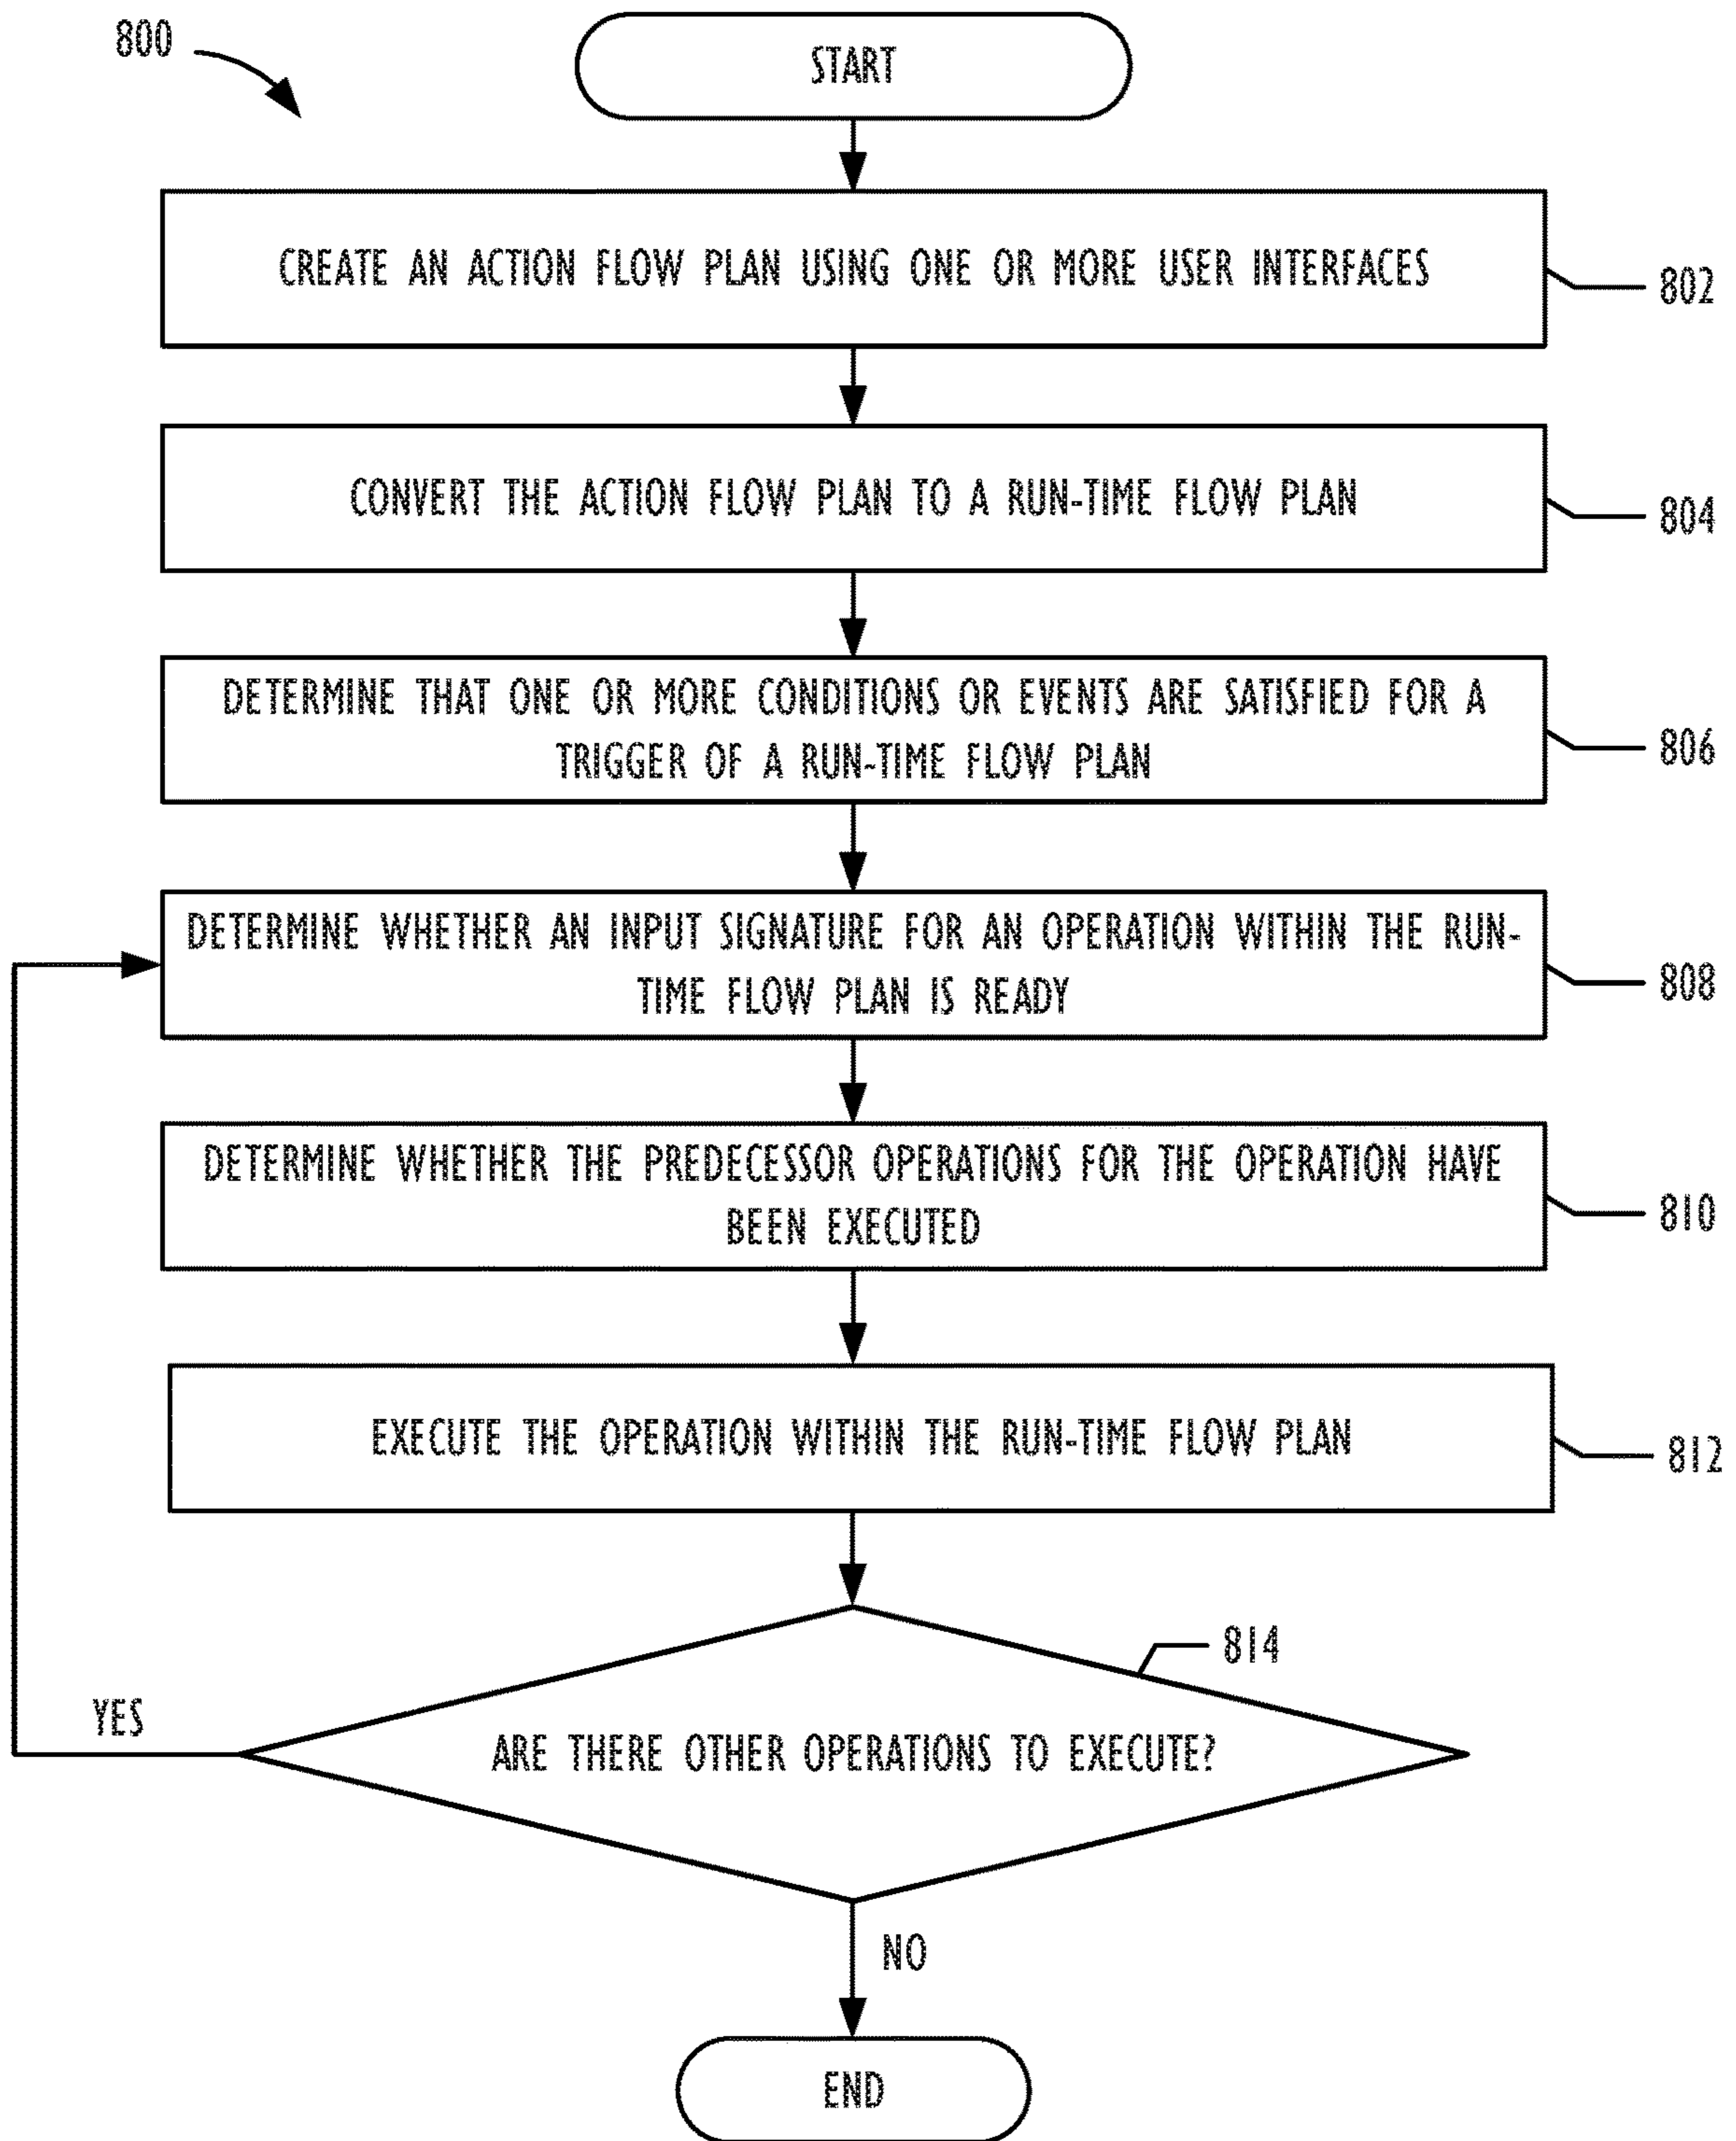 800
START
CREATE AN ACTION FLOW PLAN USING ONE OR MORE USER INTERFACES
802
CONVERT THE ACTION FLOW PLAN TO A RUN-TIME FLOW PLAN
804
DETERMINE THAT ONE OR MORE CONDITIONS OR EVENTS ARE SATISFIED FOR A
TRIGGER OF A RUN-TIME FLOW PLAN
806
DETERMINE WHETHER AN INPUT SIGNATURE FOR AN OPERATION WITHIN THE RUN-
TIME FLOW PLAN IS READY
808
DETERMINE WHETHER THE PREDECESSOR OPERATIONS FOR THE OPERATION HAVE
BEEN EXECUTED
810
EXECUTE THE OPERATION WITHIN THE RUN-TIME FLOW PLAN
812
814
YES
ARE THERE OTHER OPERATIONS TO EXECUTE?
NO
END